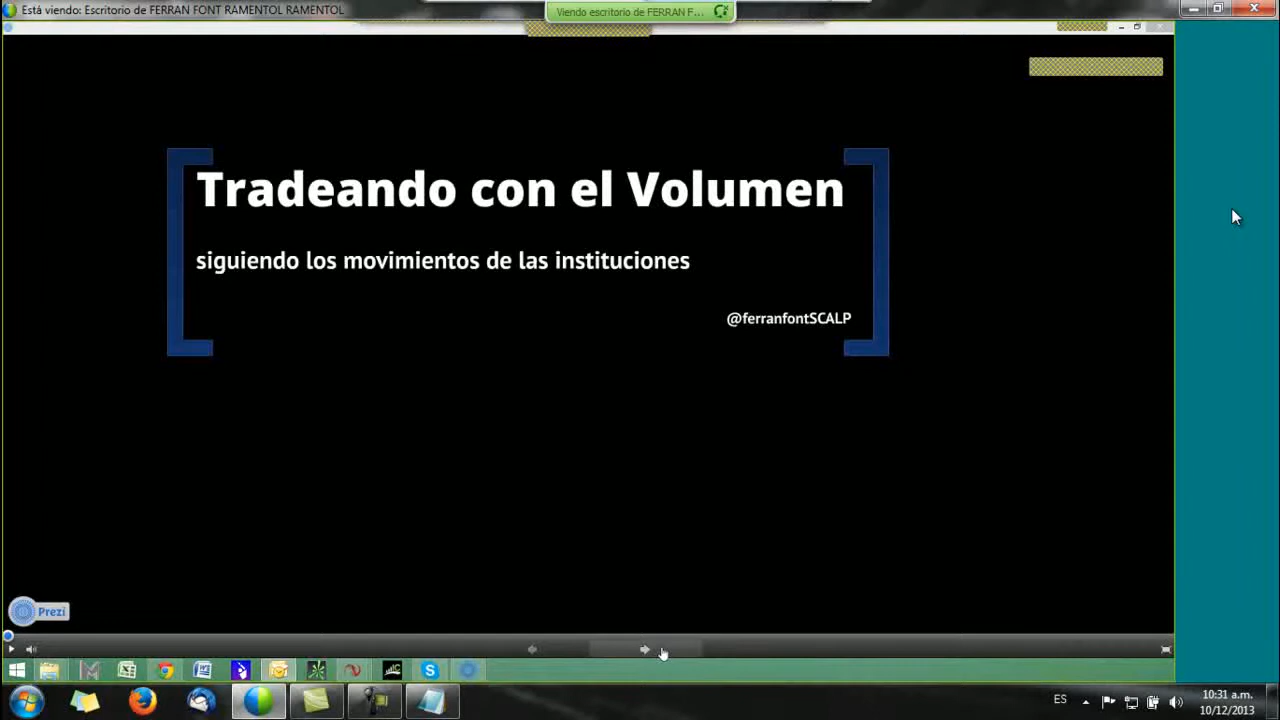 Está viendo: Escritorio de FERRAN FONT RAMENTOL RAMENTOL
Viendo escritorio de FERRAN F...
Tradeando con el Volumen
siguiendo los movimientos de las instituciones
@ferranfontSCALP
Prezi
ES
10:31 a.m.
10/12/2013